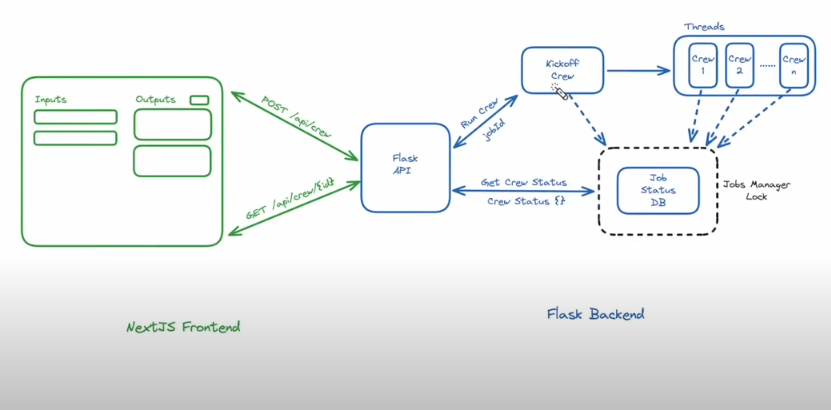 Inputs
Outputs
POST /api/crew
GET /api/crew/{id}
NextJS Frontend
Flask
API
Run Crew
jobId
Get Crew Status
Crew Status {}
Kickoff
Crew
Threads
Crew
1
Crew
2
......
Crew
n
Job
Status
DB
Jobs Manager
Lock
Flask Backend